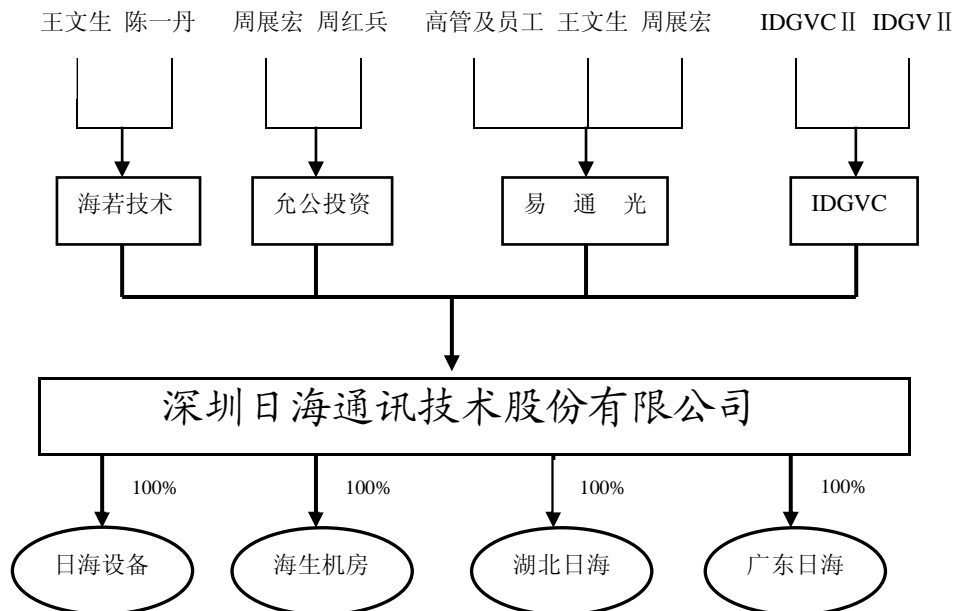 王文生 陈一丹 周展宏 周红兵 高管及员工 王文生 周展宏 IDGVCⅡ IDGVⅡ
海若技术 允公投资 易 通 光 IDGVC
深圳日海通讯技术股份有限公司
100% 100% 100% 100%
日海设备 海生机房 湖北日海 广东日海